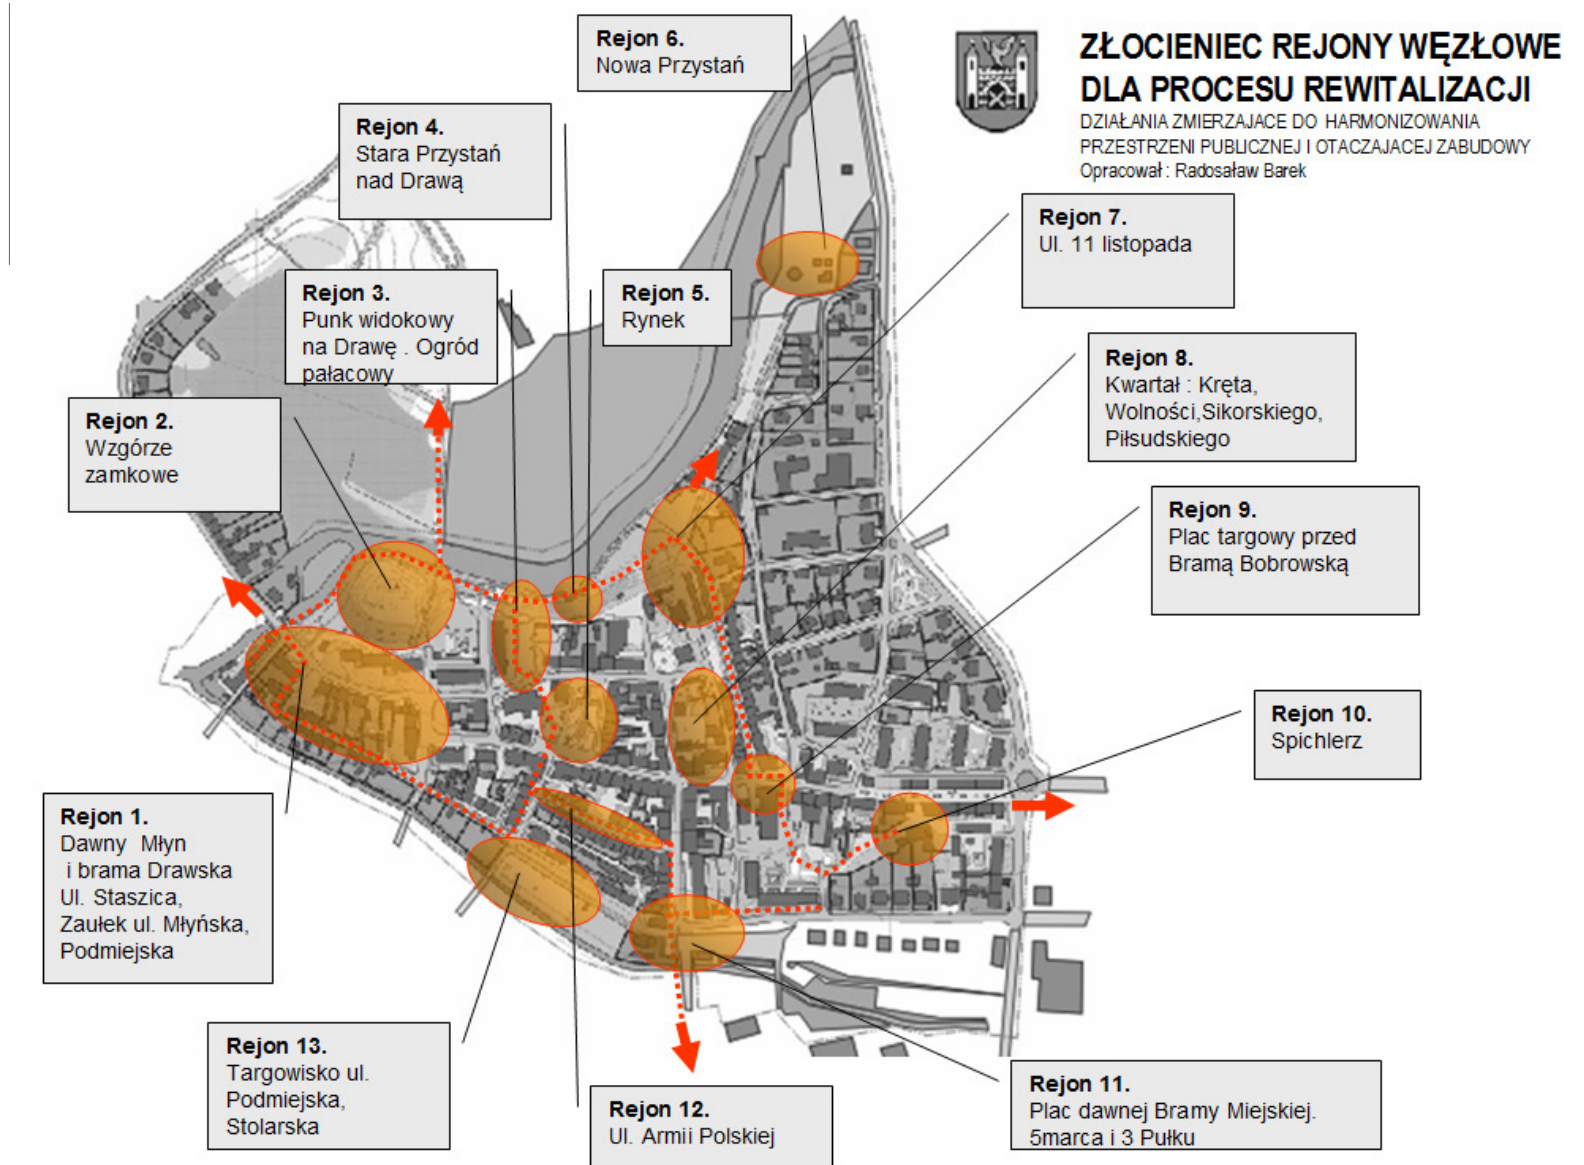 ZŁOCIENIEC REJONY WĘZŁOWE
DLA PROCESU REWITALIZACJI
DZIAŁANIA ZMIERZAJACE DO HARMONIZOWANIA
PRZESTRZENI PUBLICZNEJ I OTACZAJACEJ ZABUDOWY
Opracował : Radosaław Barek
Rejon 6.
Nowa Przystań
Rejon 4.
Stara Przystań
nad Drawą
Rejon 7.
Ul. 11 listopada
Rejon 3.
Punk widokowy
na Drawę . Ogród
pałacowy
Rejon 5.
Rynek
Rejon 8.
Kwartał : Kręta,
Wolności,Sikorskiego,
Piłsudskiego
Rejon 2.
Wzgórze
zamkowe
Rejon 9.
Plac targowy przed
Bramą Bobrowską
Rejon 10.
Spichlerz
Rejon 1.
Dawny Młyn
i brama Drawska
Ul. Staszica,
Zaułek ul. Młyńska,
Podmiejska
Rejon 13.
Targowisko ul.
Podmiejska,
Stolarska
Rejon 12.
Ul. Armii Polskiej
Rejon 11.
Plac dawnej Bramy Miejskiej.
5marca i 3 Pułku